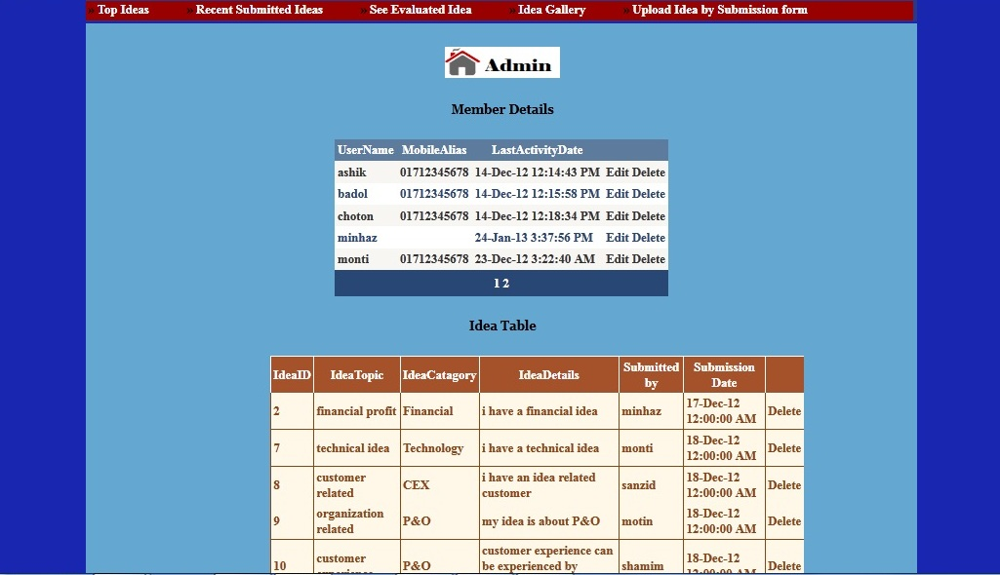 » Top Ideas » Recent Submitted Ideas » See Evaluated Idea » Idea Gallery » Upload Idea by Submission form
Admin
Member Details
UserName MobileAlias LastActivityDate
ashik 01712345678 14-Dec-12 12:14:43 PM Edit Delete
badol 01712345678 14-Dec-12 12:15:58 PM Edit Delete
choton 01712345678 14-Dec-12 12:18:34 PM Edit Delete
minhaz 24-Jan-13 3:37:56 PM Edit Delete
monti 01712345678 23-Dec-12 3:22:40 AM Edit Delete
1 2
Idea Table
IdeaID IdeaTopic IdeaCatagory IdeaDetails Submitted by Submission Date
2 financial profit Financial i have a financial idea minhaz 17-Dec-12 12:00:00 AM Delete
7 technical idea Technology i have a technical idea monti 18-Dec-12 12:00:00 AM Delete
8 customer related CEX i have an idea related customer sanzid 18-Dec-12 12:00:00 AM Delete
9 organization related P&O my idea is about P&O motin 18-Dec-12 12:00:00 AM Delete
10 customer experience P&O customer experience can be experienced by shamim 18-Dec-12 12:00:00 AM Delete